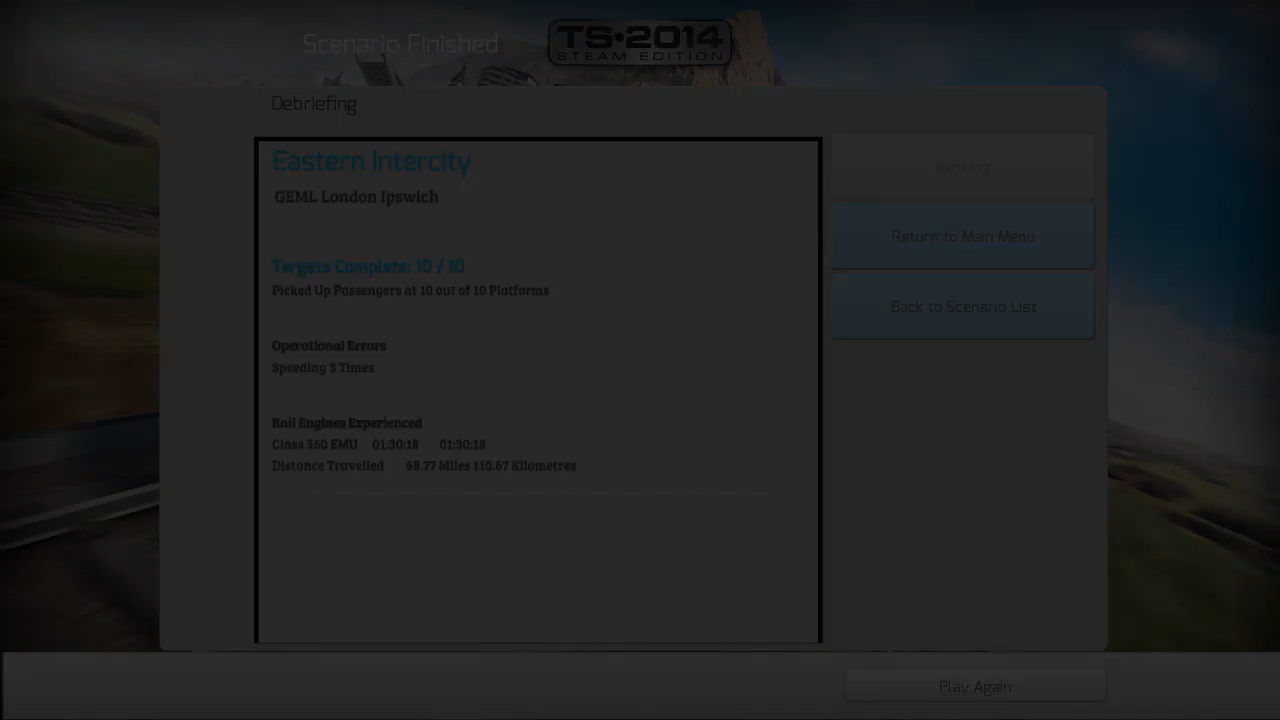 Scenario Finished
TS•2014
STEAM EDITION
Debriefing
Eastern Intercity
GEML London Ipswich
Targets Complete: 10 / 10
Picked Up Passengers at 10 out of 10 Platforms
Operational Errors
Speeding 3 Times
Rail Engines Experienced
Class 360 EMU 01:30:18 01:30:18
Distance Travelled 68.77 Miles 110.67 Kilometres
Ranking
Return to Main Menu
Back to Scenario List
Play Again